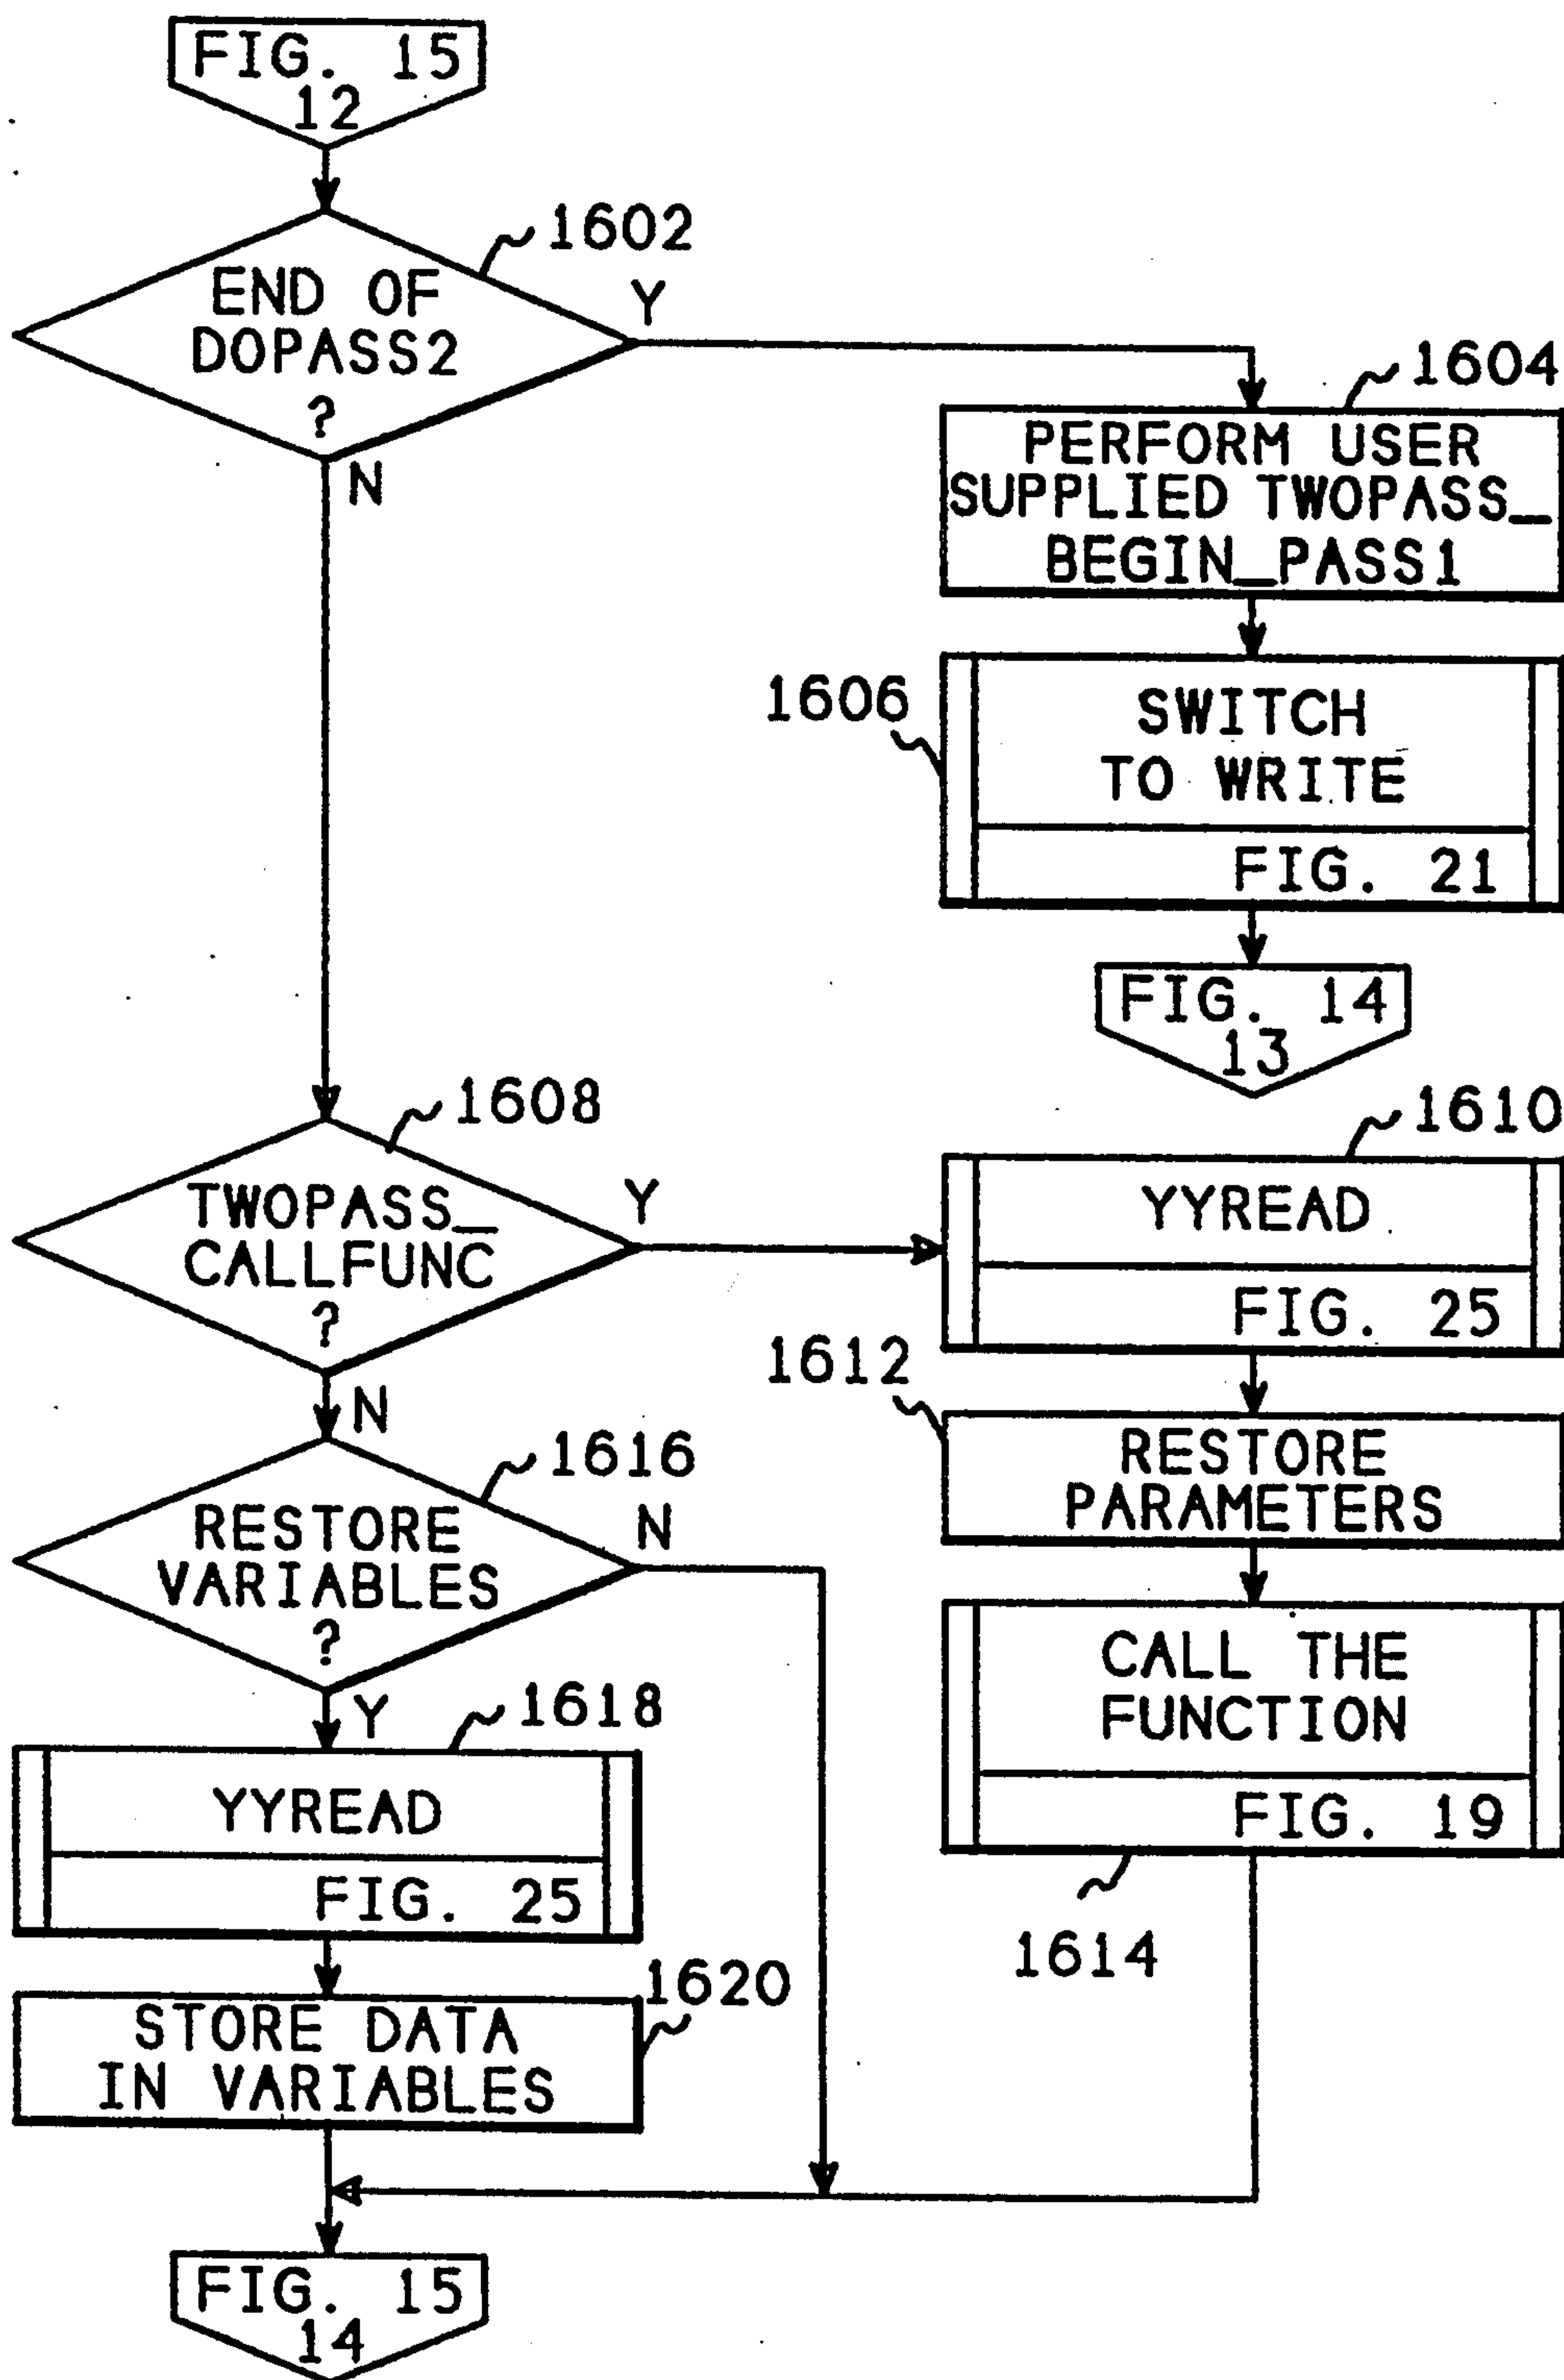 FIG. 15
12
1602
END OF
DOPASS2
?
Y
N
1604
PERFORM USER
SUPPLIED TWOPASS_
BEGIN_PASS1
1606
SWITCH
TO WRITE
FIG. 21
FIG. 14
13
1608
TWOPASS_
CALLFUNC
?
Y
N
1610
YYREAD
FIG. 25
1612
RESTORE
PARAMETERS
CALL THE
FUNCTION
FIG. 19
1614
1616
RESTORE
VARIABLES
?
N
Y
1618
YYREAD
FIG. 25
1620
STORE DATA
IN VARIABLES
FIG. 15
14